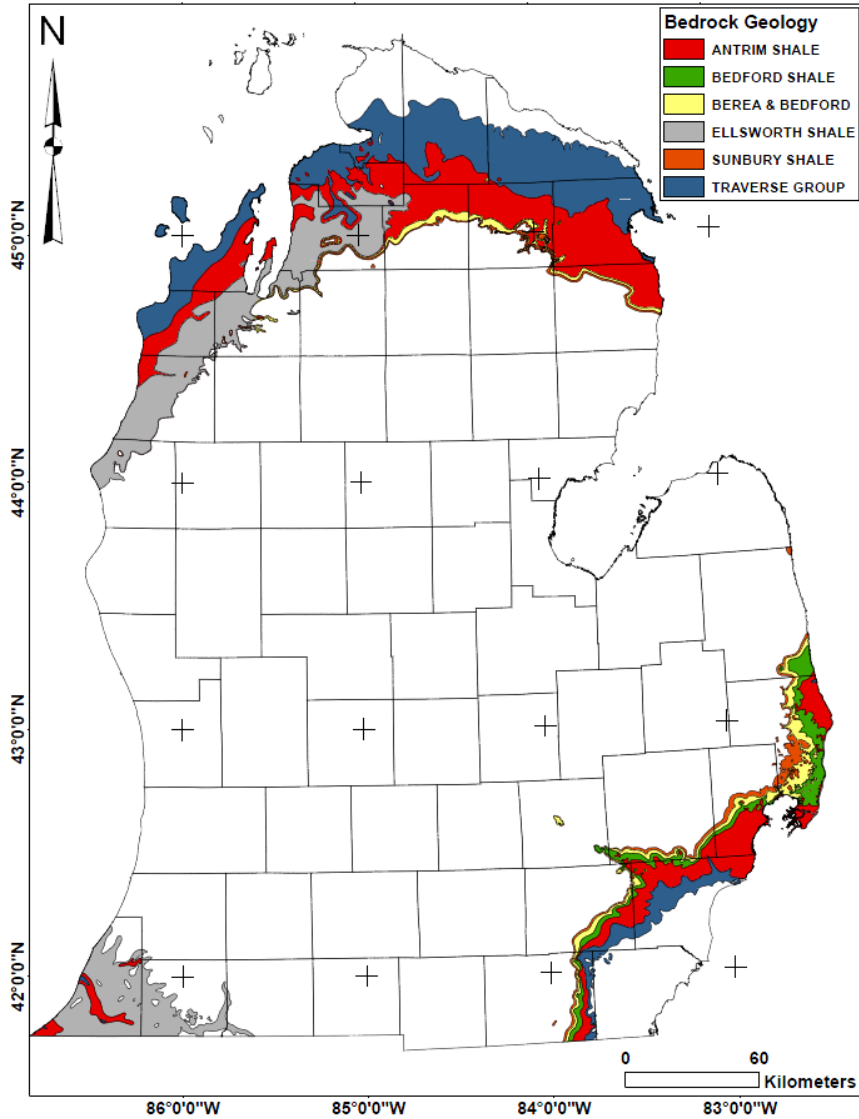 N
Bedrock Geology
ANTRIM SHALE
BEDFORD SHALE
BEREA & BEDFORD
ELLSWORTH SHALE
SUNBURY SHALE
TRAVERSE GROUP
45°0'0"N
44°0'0"N
43°0'0"N
42°0'0"N
0 60
Kilometers
86°0'0"W 85°0'0"W 84°0'0"W 83°0'0"W